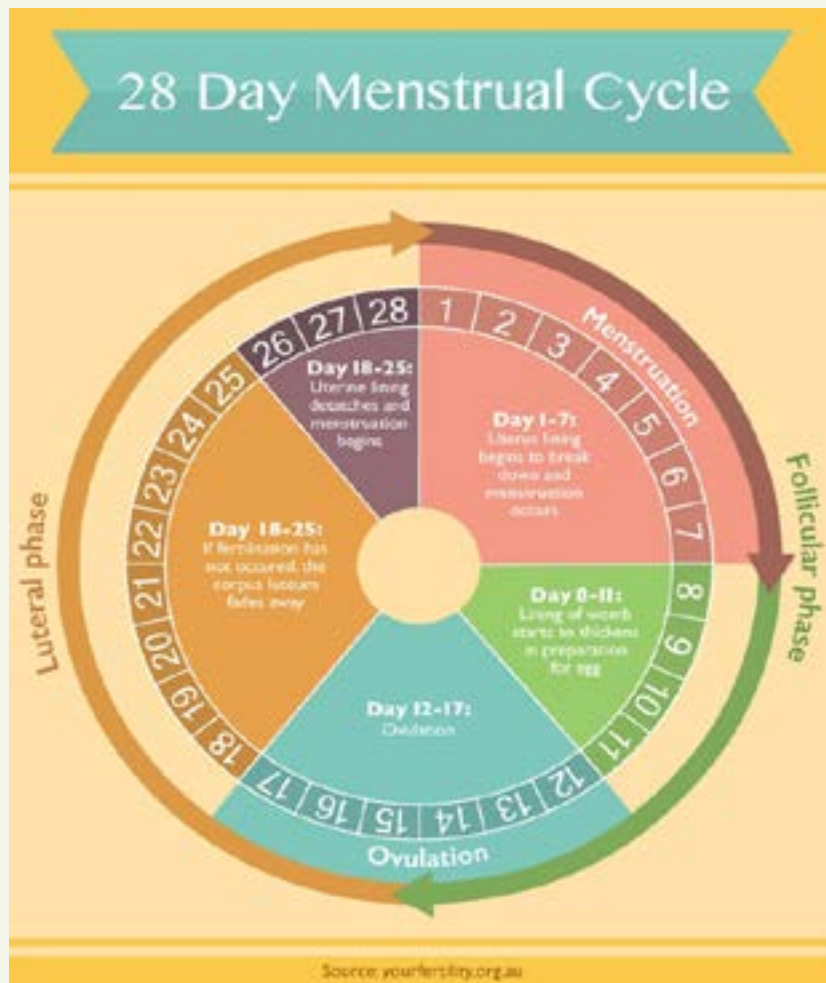 28 Day Menstrual Cycle
Menstruation
Follicular phase
Ovulation
Luteral phase
1
2
3
4
5
6
7
8
9
10
11
12
13
14
15
16
17
18
19
20
21
22
23
24
25
26
27
28
Day 1-7:
Uterus lining
begins to break
down and
menstruation
occurs
Day 8-11:
Lining of womb
starts to thickens
in preparation
for egg
Day 12-17:
Ovulation
Day 18-25:
If fertilisation has
not occured, the
corpus luteum
fades away
Day 18-25:
Uterine lining
detatches and
menstruation
begins
Source: yourfertility.org.au